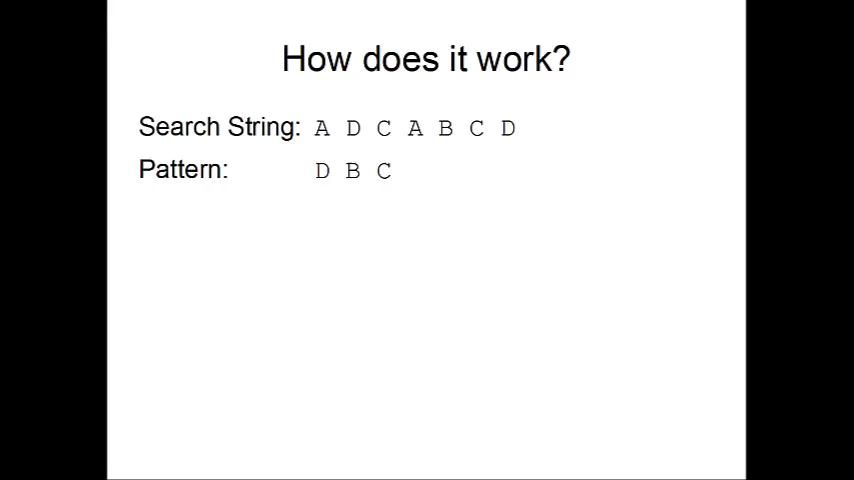 How does it work?
Search String: A D C A B C D
Pattern: D B C